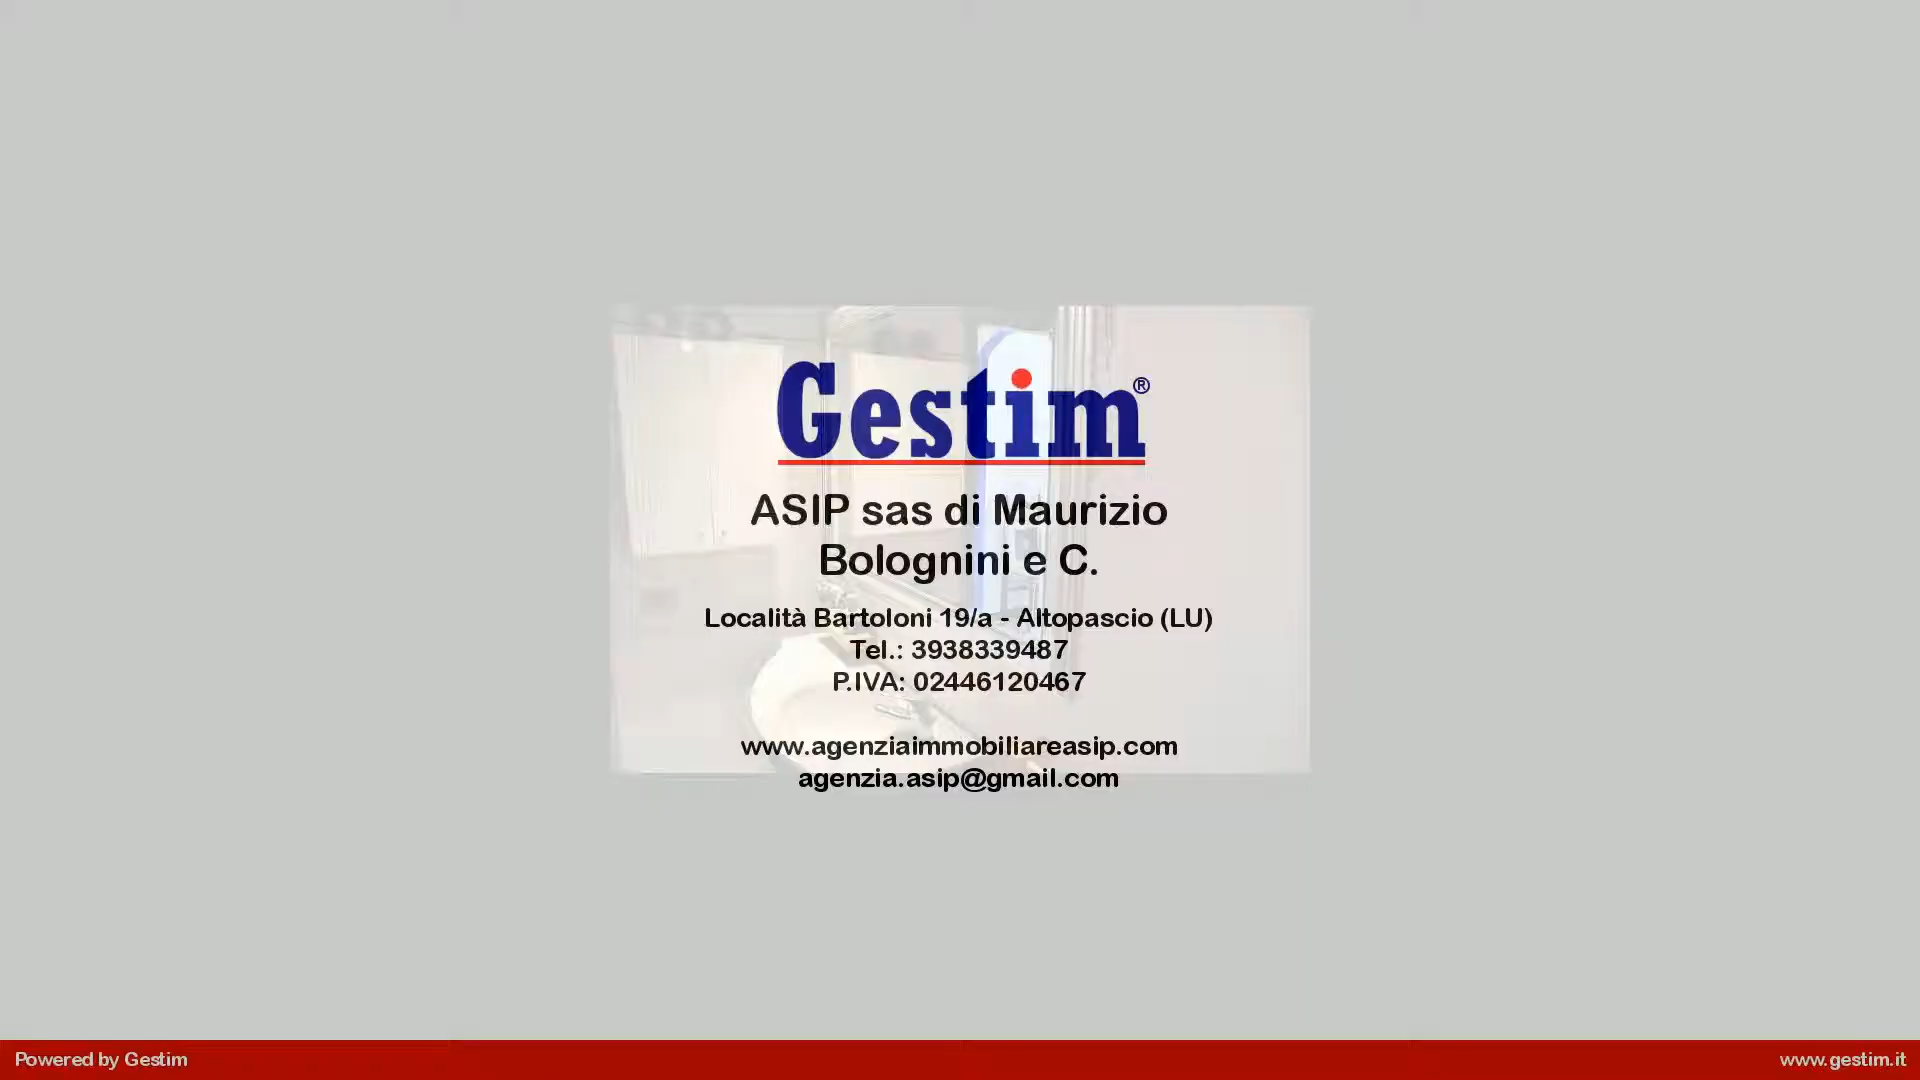 Gestim®
ASIP sas di Maurizio
Bolognini e C.
Località Bartoloni 19/a - Altopascio (LU)
Tel.: 3938339487
P.IVA: 02446120467
www.agenziaimmobiliareasip.com
agenzia.asip@gmail.com
Powered by Gestim
www.gestim.it